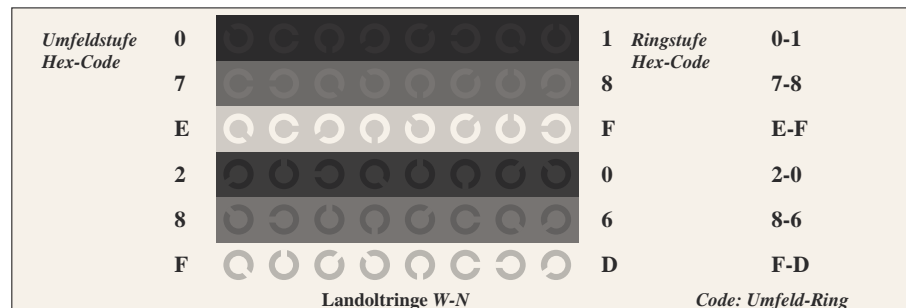 Umfeldstufe 0 1 Ringstufe 0-1
Hex-Code Hex-Code
7 8 7-8
E F E-F
2 0 2-0
8 6 8-6
F D F-D
Landoltringe W-N Code: Umfeld-Ring